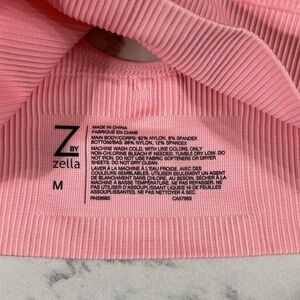 Z BY
zella
M
MADE IN CHINA
FABRIQUÉ EN CHINE
MAIN BODY/CORPS: 92% NYLON, 8% SPANDEX
BOTTOM/BAS: 88% NYLON, 12% SPANDEX
MACHINE WASH COLD, WITH LIKE COLORS, ONLY
NON-CHLORINE BLEACH IF NEEDED. TUMBLE DRY LOW. DO
NOT IRON. DO NOT USE FABRIC SOFTENERS OR DRYER
SHEETS. DO NOT DRY CLEAN.
LAVER À LA MACHINE À L'EAU FROIDE, AVEC DES
COULEURS SEMBLABLES. UTILISER SEULEMENT UN AGENT
DE BLANCHIMENT SANS CHLORE, AU BESOIN. SÉCHER À LA
MACHINE À BASSE TEMPÉRATURE. NE PAS REPASSER. NE
PAS UTILISER D'ASSOUPLISSANT LIQUIDE NI DE FEUILLES
ASSOUPLISSANTES. NE PAS NETTOYER À SEC.